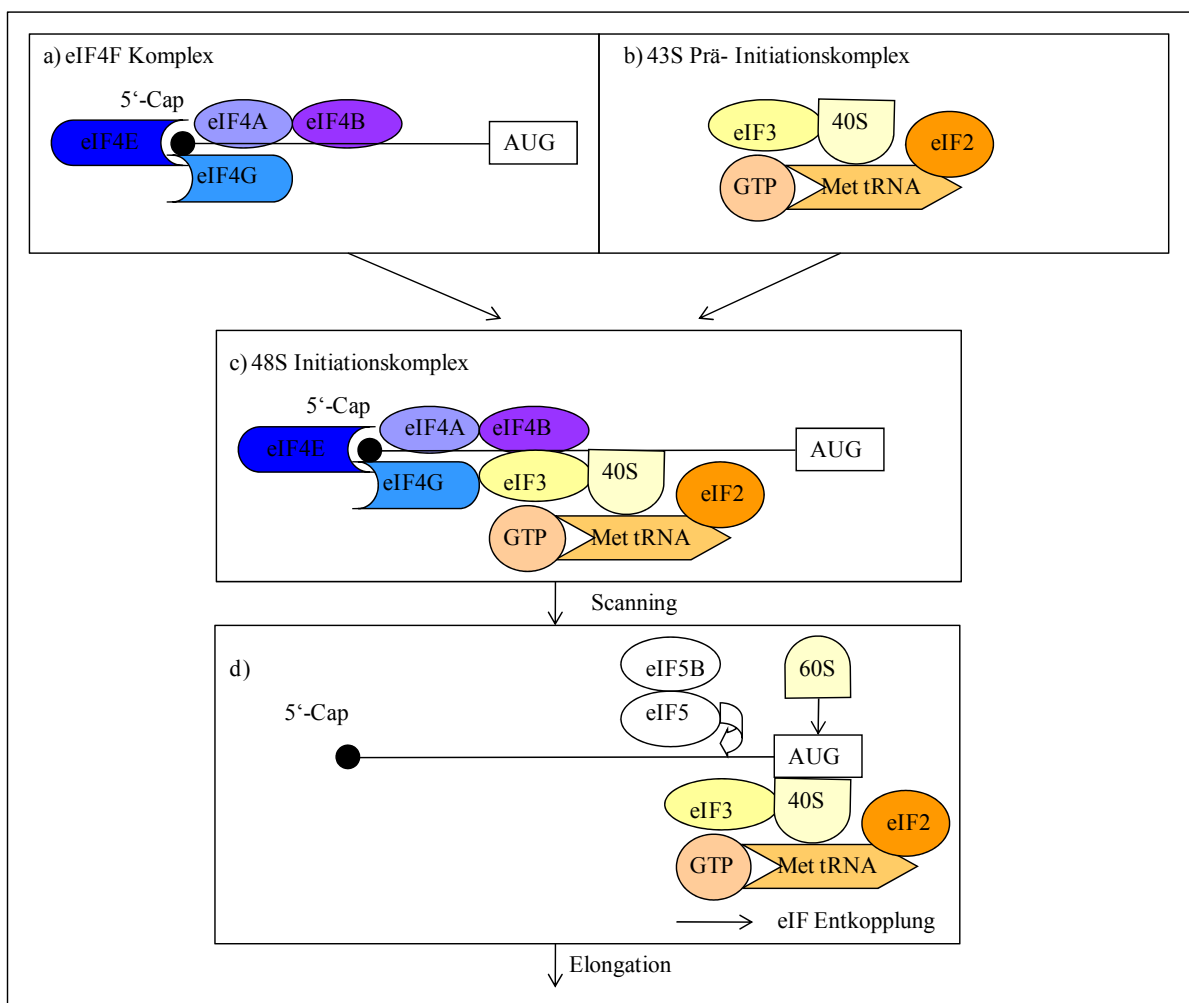 a) eIF4F Komplex
5‘-Cap
eIF4A
eIF4B
eIF4E
AUG
eIF4G
b) 43S Prä- Initiationskomplex
eIF3
40S
eIF2
GTP
Met tRNA
c) 48S Initiationskomplex
5‘-Cap
eIF4A
eIF4B
eIF4E
AUG
eIF4G
eIF3
40S
eIF2
GTP
Met tRNA
Scanning
d)
eIF5B
60S
5‘-Cap
eIF5
AUG
eIF3
40S
eIF2
GTP
Met tRNA
eIF Entkopplung
Elongation